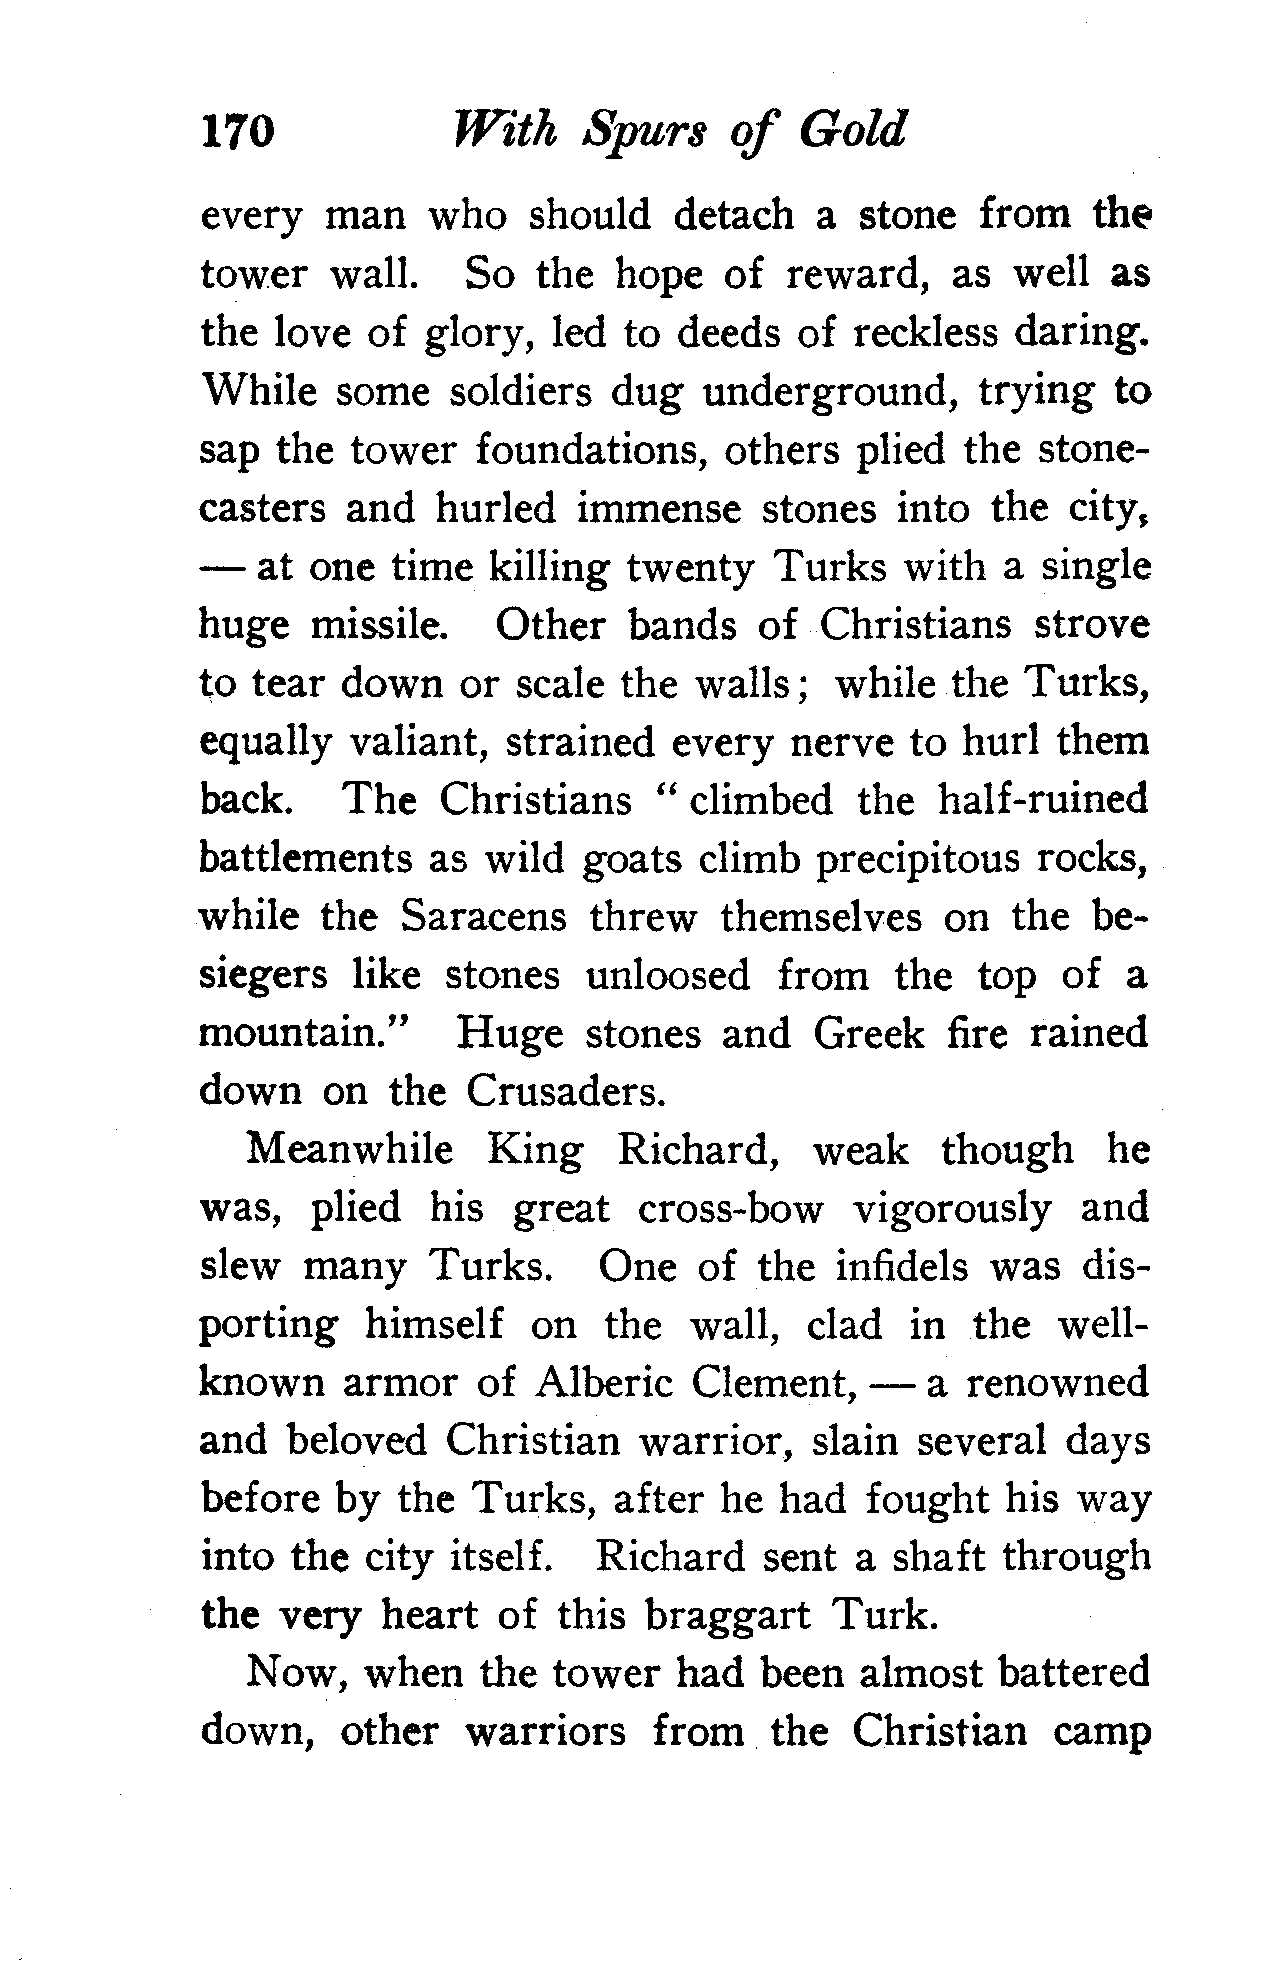 170 With Spurs of Gold
every man who should detach a stone from the
tower wall. So the hope of reward, as well as
the love of glory, led to deeds of reckless daring.
While some soldiers dug underground, trying to
sap the tower foundations, others plied the stone-
casters and hurled immense stones into the city,
— at one time killing twenty Turks with a single
huge missile. Other bands of Christians strove
to tear down or scale the walls; while the Turks,
equally valiant, strained every nerve to hurl them
back. The Christians “ climbed the half-ruined
battlements as wild goats climb precipitous rocks,
while the Saracens threw themselves on the be-
siegers like stones unloosed from the top of a
mountain.” Huge stones and Greek fire rained
down on the Crusaders.
Meanwhile King Richard, weak though he
was, plied his great cross-bow vigorously and
slew many Turks. One of the infidels was dis-
porting himself on the wall, clad in the well-
known armor of Alberic Clement, — a renowned
and beloved Christian warrior, slain several days
before by the Turks, after he had fought his way
into the city itself. Richard sent a shaft through
the very heart of this braggart Turk.
Now, when the tower had been almost battered
down, other warriors from the Christian camp